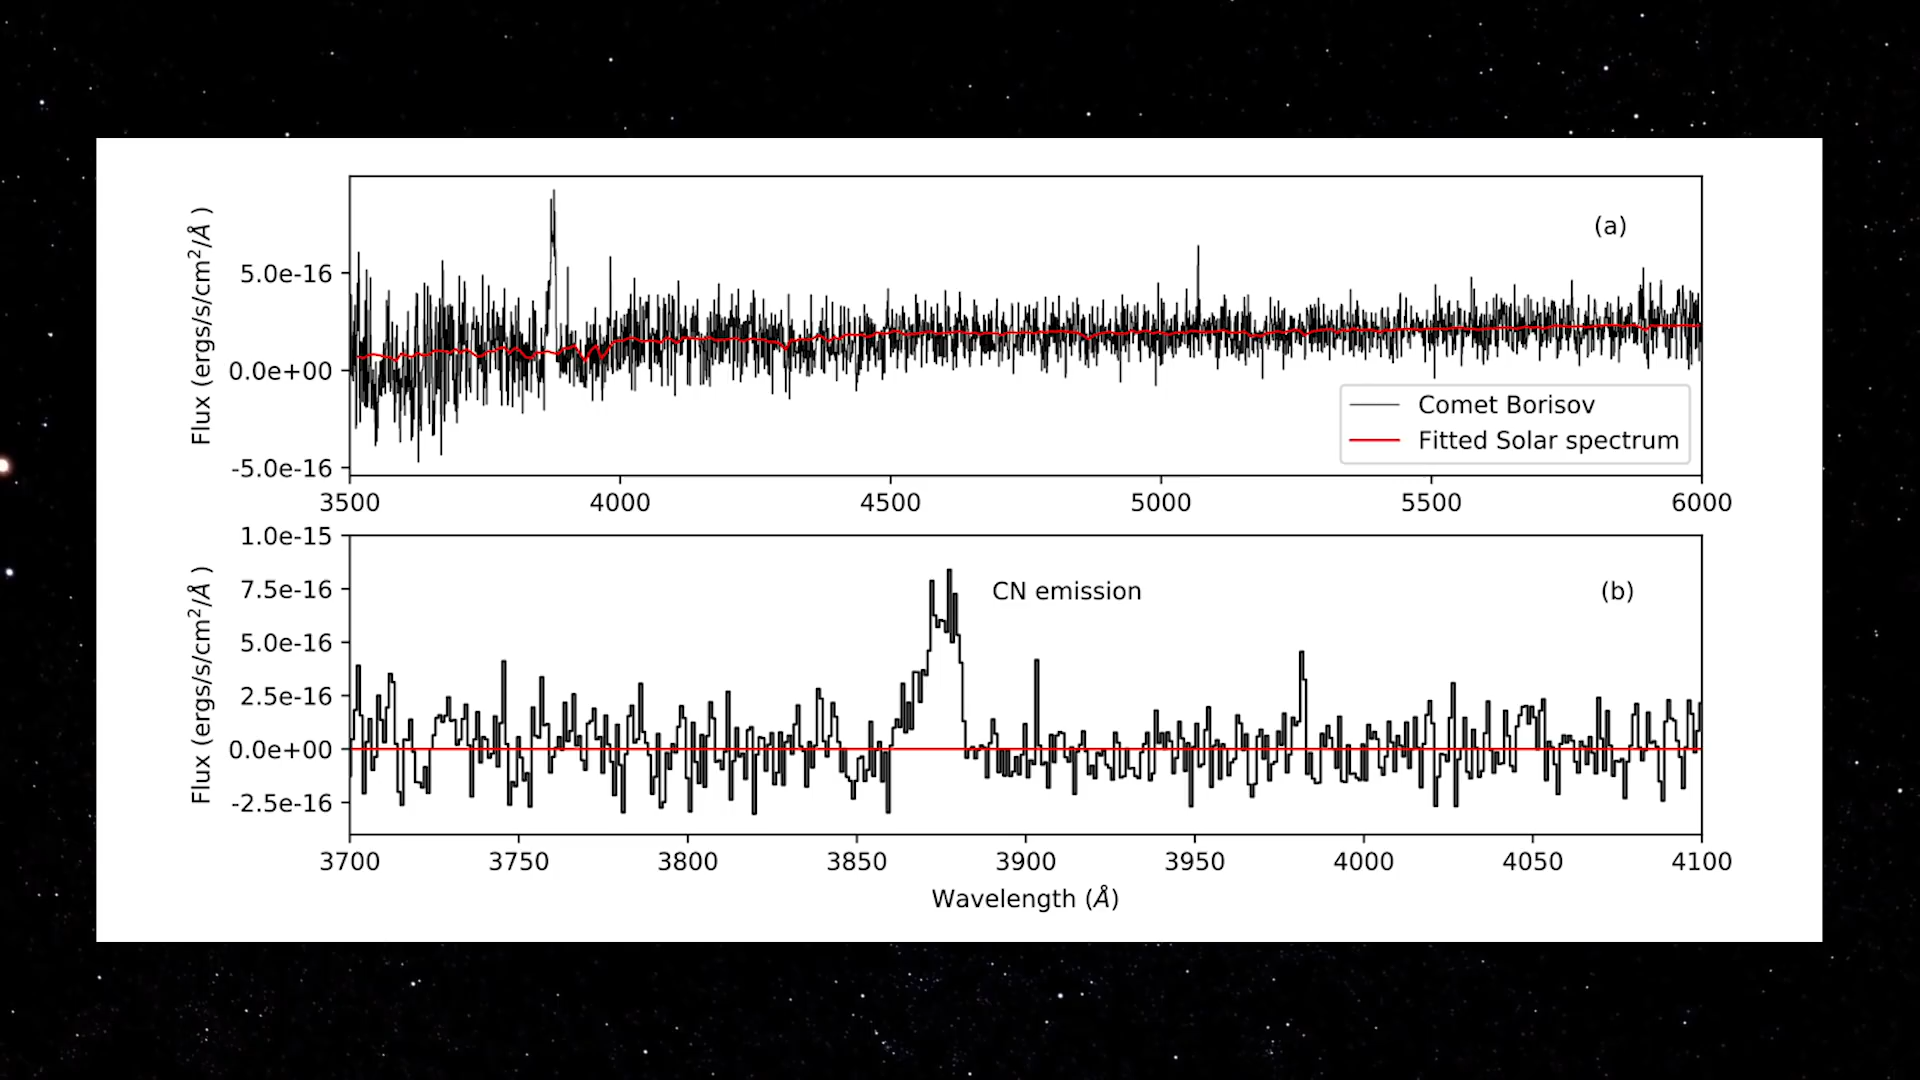 Flux (ergs/s/cm²/Å )
5.0e-16
0.0e+00
-5.0e-16
(a)
Comet Borisov
Fitted Solar spectrum
3500 4000 4500 5000 5500 6000
Flux (ergs/s/cm²/Å )
1.0e-15
7.5e-16
5.0e-16
2.5e-16
0.0e+00
-2.5e-16
CN emission
(b)
3700 3750 3800 3850 3900 3950 4000 4050 4100
Wavelength (Å)